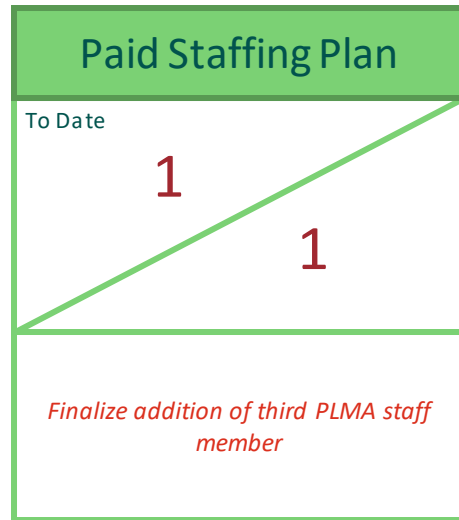 Paid Staffing Plan
To Date
1
1
Finalize addition of third PLMA staff
member